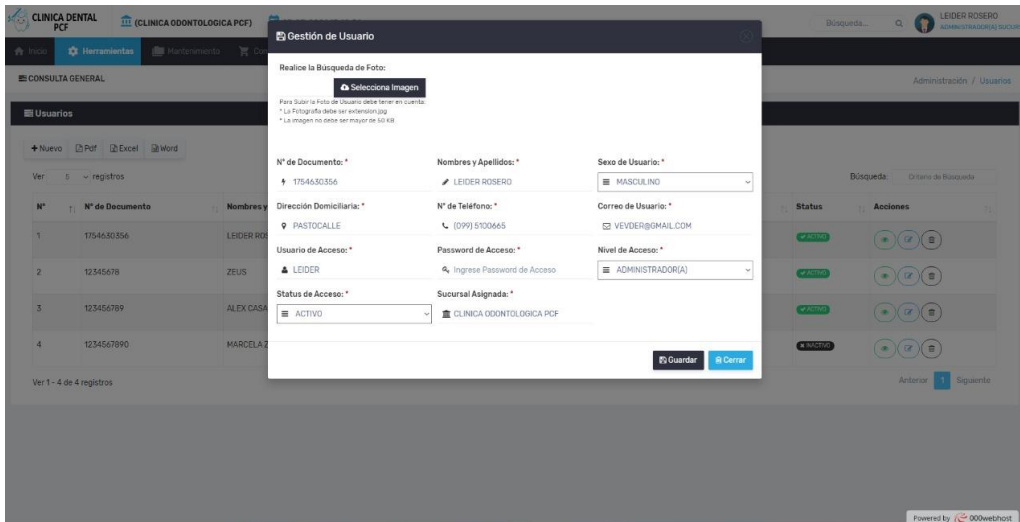 CLINICA DENTAL
PCF
(CLINICA ODONTOLOGICA PCF)
Búsqueda...
LEIDER ROSERO
ADMINISTRADOR(A) SUCUR
Inicio
Herramientas
Mantenimiento
CONSULTA GENERAL
Administración / Usuarios
Usuarios
Nuevo
Pdf
Excel
Word
Ver 5 registros
Búsqueda: Criterio de Búsqueda
N° N° de Documento Nombres y Status Acciones
1 1754630356 LEIDER ROS ACTIVO
2 12345678 ZEUS ACTIVO
3 123456789 ALEX CASA ACTIVO
4 1234567890 MARCELA Z INACTIVO
Ver 1 - 4 de 4 registros
Anterior 1 Siguiente
Gestión de Usuario
Realice la Búsqueda de Foto:
Selecciona Imagen
Para Subir la Foto de Usuario debe tener en cuenta:
* La Fotografia debe ser extension.jpg
* La imagen no debe ser mayor de 50 KB
N° de Documento: * Nombres y Apellidos: * Sexo de Usuario: *
1754630356 LEIDER ROSERO MASCULINO
Dirección Domiciliaria: * N° de Teléfono: * Correo de Usuario: *
PASTOCALLE (099) 5100665 VEVDER@GMAIL.COM
Usuario de Acceso: * Password de Acceso: * Nivel de Acceso: *
LEIDER Ingrese Password de Acceso ADMINISTRADOR(A)
Status de Acceso: * Sucursal Asignada: *
ACTIVO CLINICA ODONTOLOGICA PCF
Guardar Cerrar
Powered by 000webhost